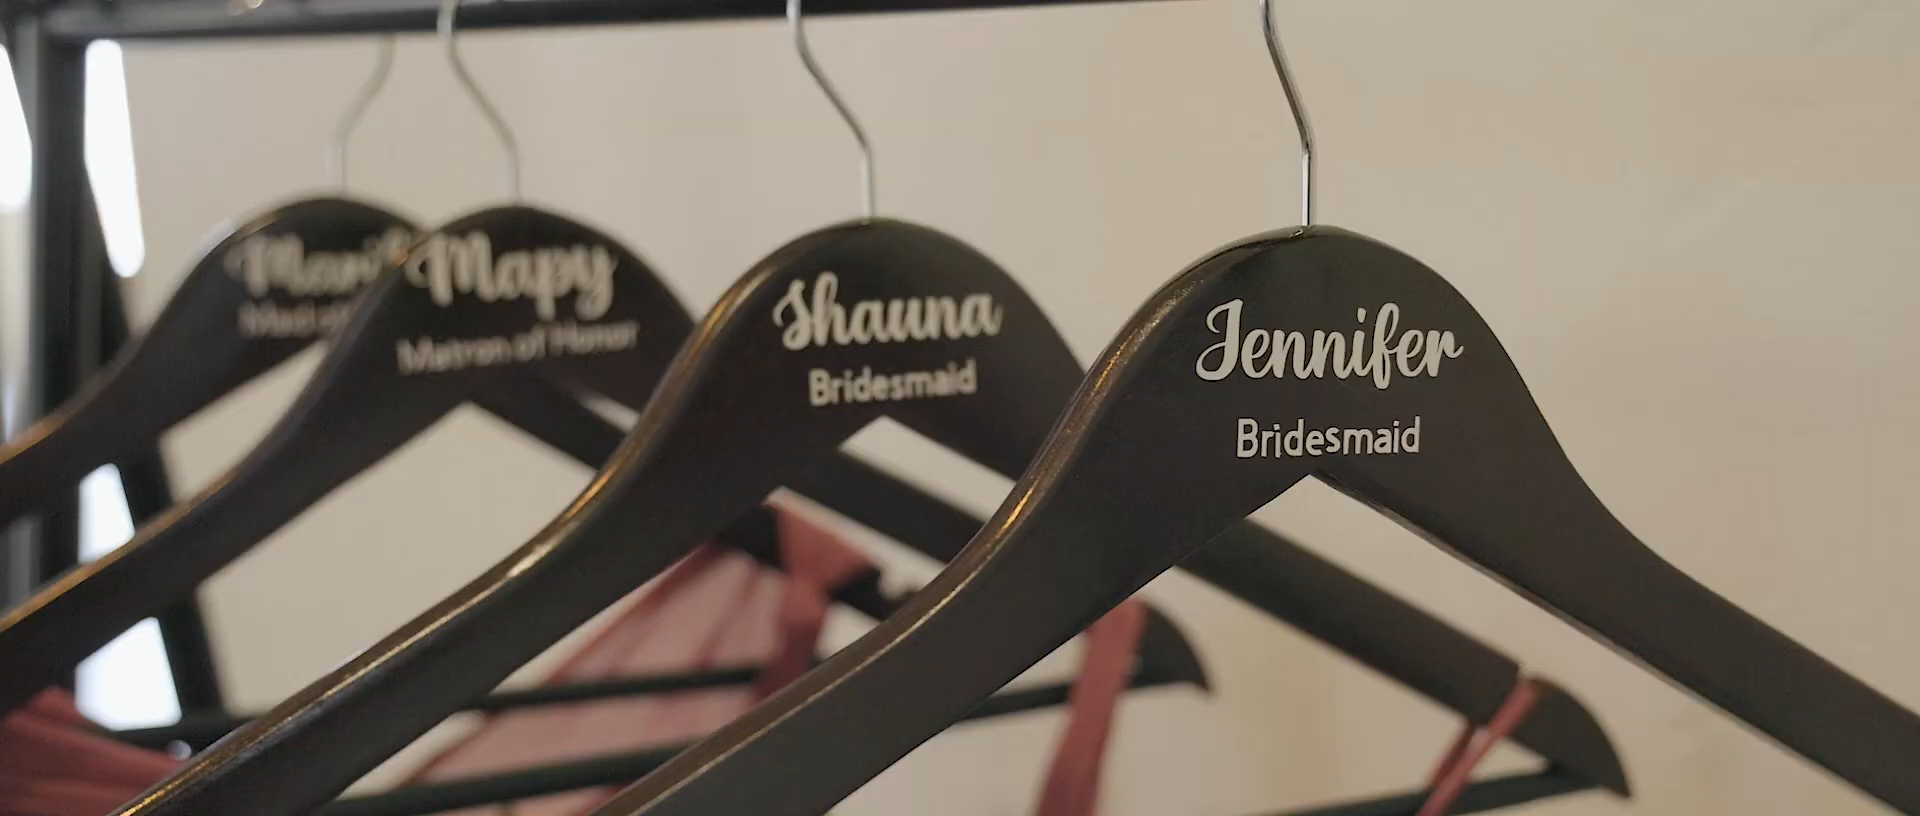 Mapy
Matron of Honor
Shauna
Bridesmaid
Jennifer
Bridesmaid